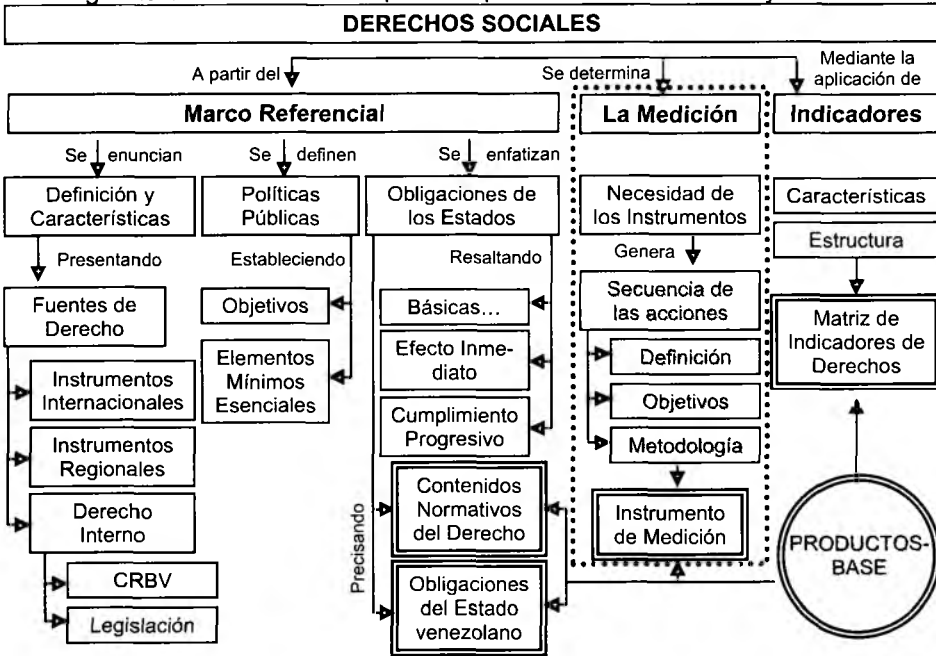 DERECHOS SOCIALES
A partir del
Se determina
Mediante la
aplicación de
Marco Referencial
La Medición
Indicadores
Se enuncian
Se definen
Se enfatizan
Definición y
Características
Políticas
Públicas
Obligaciones de
los Estados
Necesidad de
los Instrumentos
Características
Estructura
Presentando
Estableciendo
Resaltando
Genera
Fuentes de
Derecho
Objetivos
Básicas...
Secuencia de
las acciones
Matriz de
Indicadores de
Derechos
Elementos
Mínimos
Esenciales
Efecto Inme-
diato
Definición
Instrumentos
Internacionales
Objetivos
Cumplimiento
Progresivo
Metodología
Instrumentos
Regionales
Contenidos
Normativos
del Derecho
Derecho
Interno
Instrumento
de Medición
PRODUCTOS-
BASE
Precisando
CRBV
Obligaciones
del Estado
venezolano
Legislación